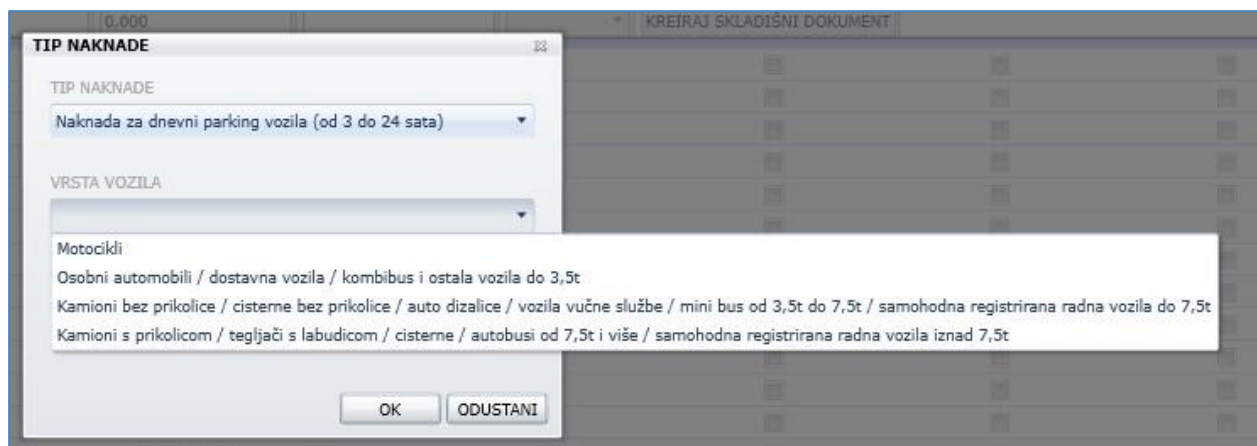 0.000
KREIRAJ SKLADIŠNI DOKUMENT
TIP NAKNADE
TIP NAKNADE
Naknada za dnevni parking vozila (od 3 do 24 sata)
VRSTA VOZILA
Motocikli
Osobni automobili / dostavna vozila / kombibus i ostala vozila do 3,5t
Kamioni bez prikolice / cisterne bez prikolice / auto dizalice / vozila vučne službe / mini bus od 3,5t do 7,5t / samohodna registrirana radna vozila do 7,5t
Kamioni s prikolicom / tegljači s labudicom / cisterne / autobusi od 7,5t i više / samohodna registrirana radna vozila iznad 7,5t
OK ODUSTANI